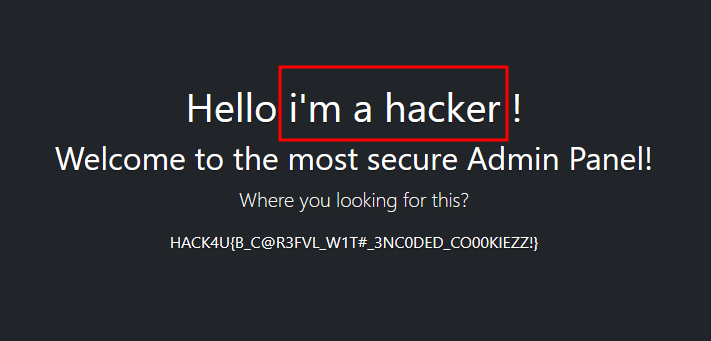 Hello i'm a hacker !
Welcome to the most secure Admin Panel!
Where you looking for this?
HACK4U{B_C@R3FVL_W1T#_3NC0DED_CO00KIEZZ!}